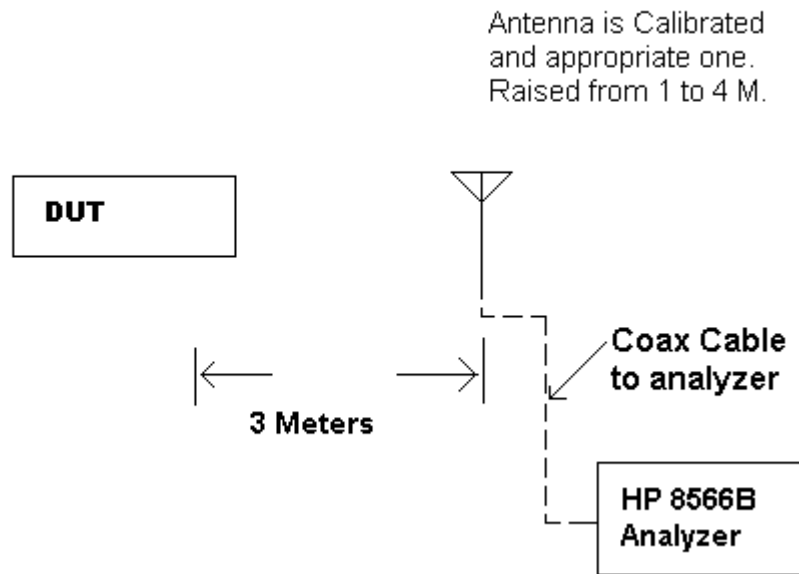 Antenna is Calibrated
and appropriate one.
Raised from 1 to 4 M.
DUT
Coax Cable
to analyzer
3 Meters
HP 8566B
Analyzer